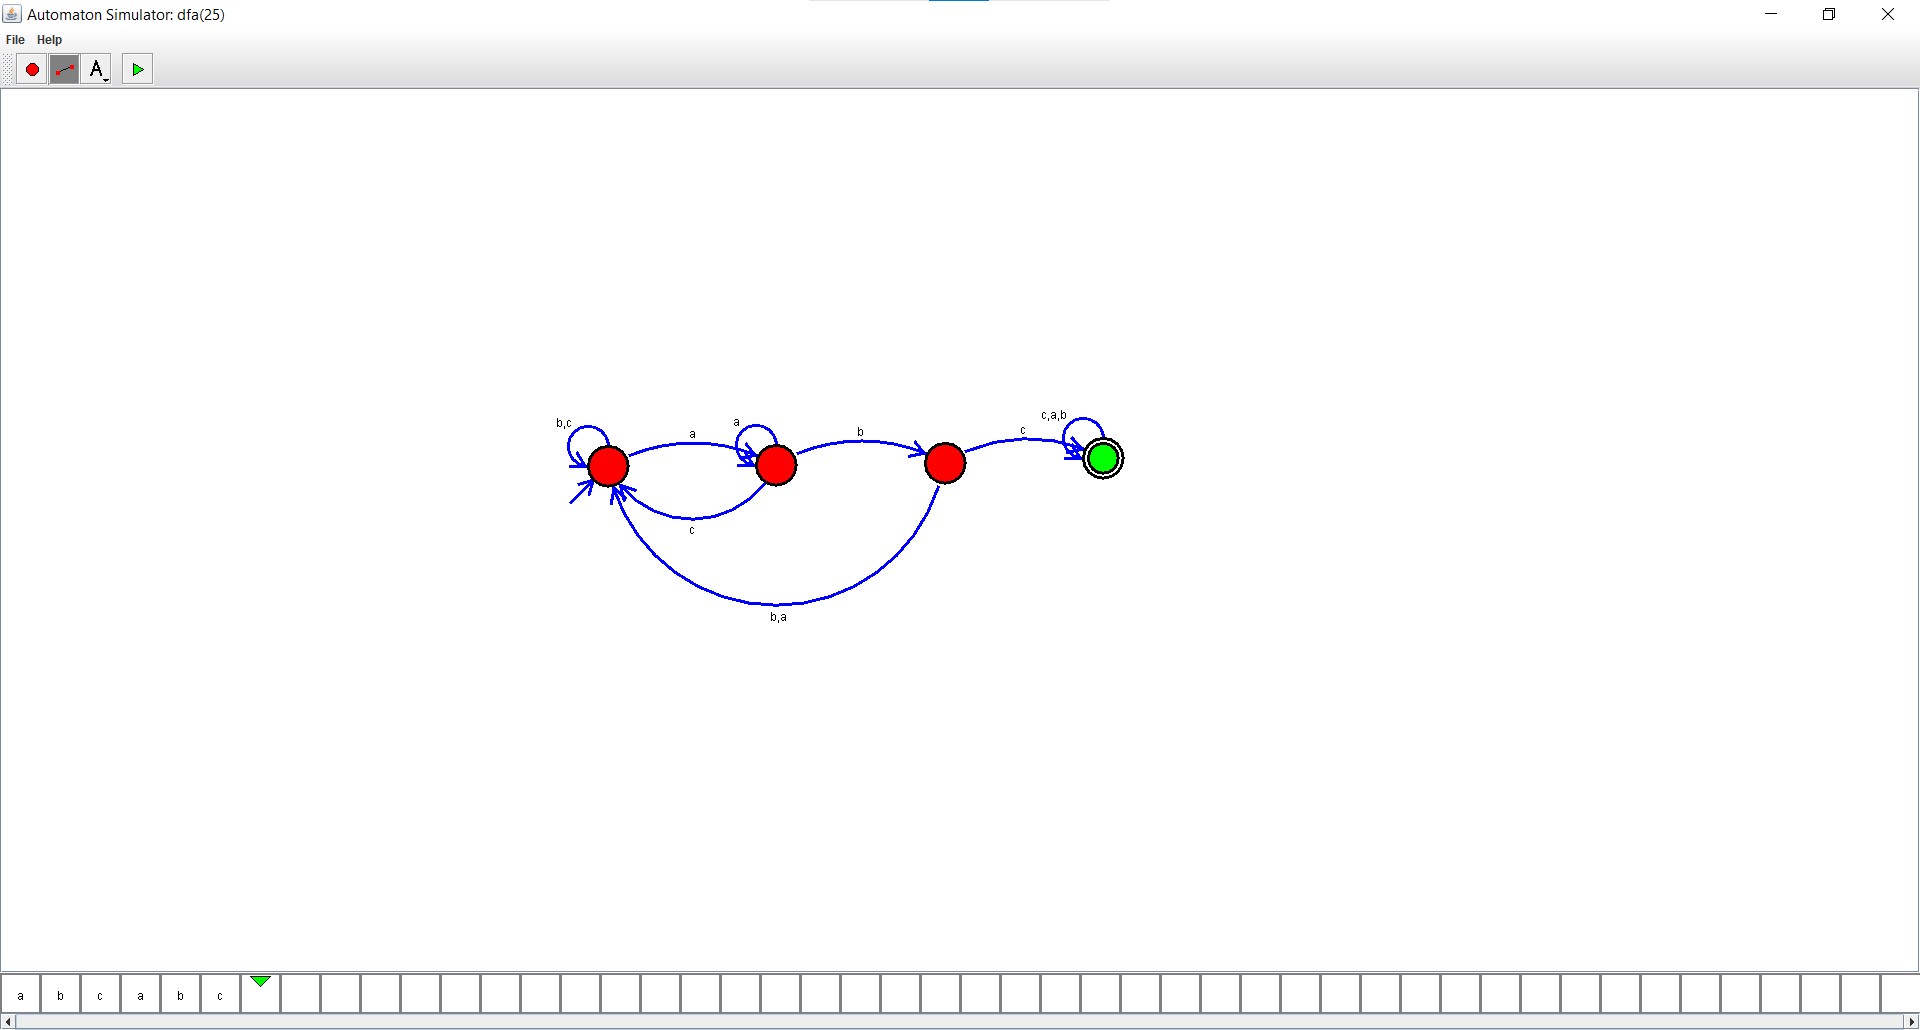 Automaton Simulator: dfa(25)
File Help
A
c,a,b
b,c a a b c
c
b,a
a b c a b c